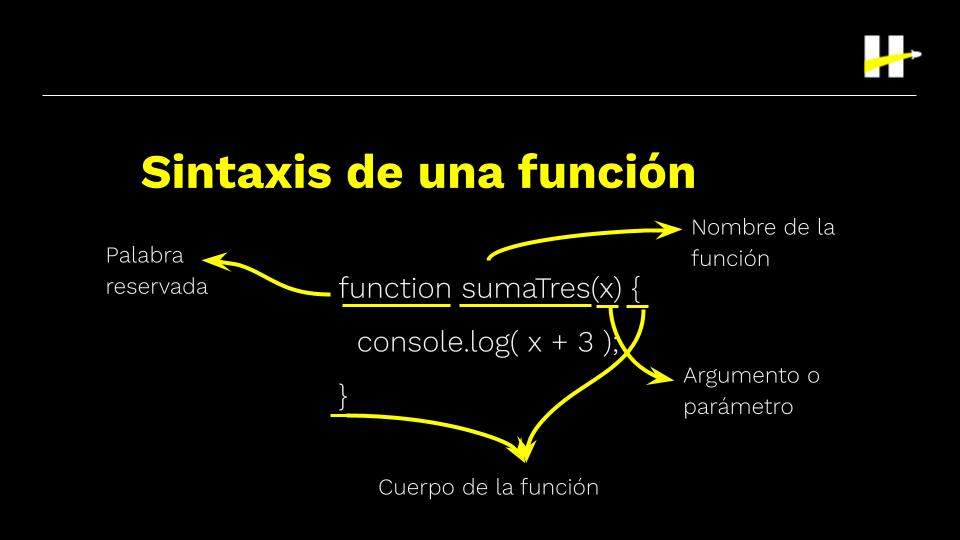 Sintaxis de una función
Nombre de la
función
Palabra
reservada
function sumaTres(x) {
console.log( x + 3 );
}
Argumento o
parámetro
Cuerpo de la función